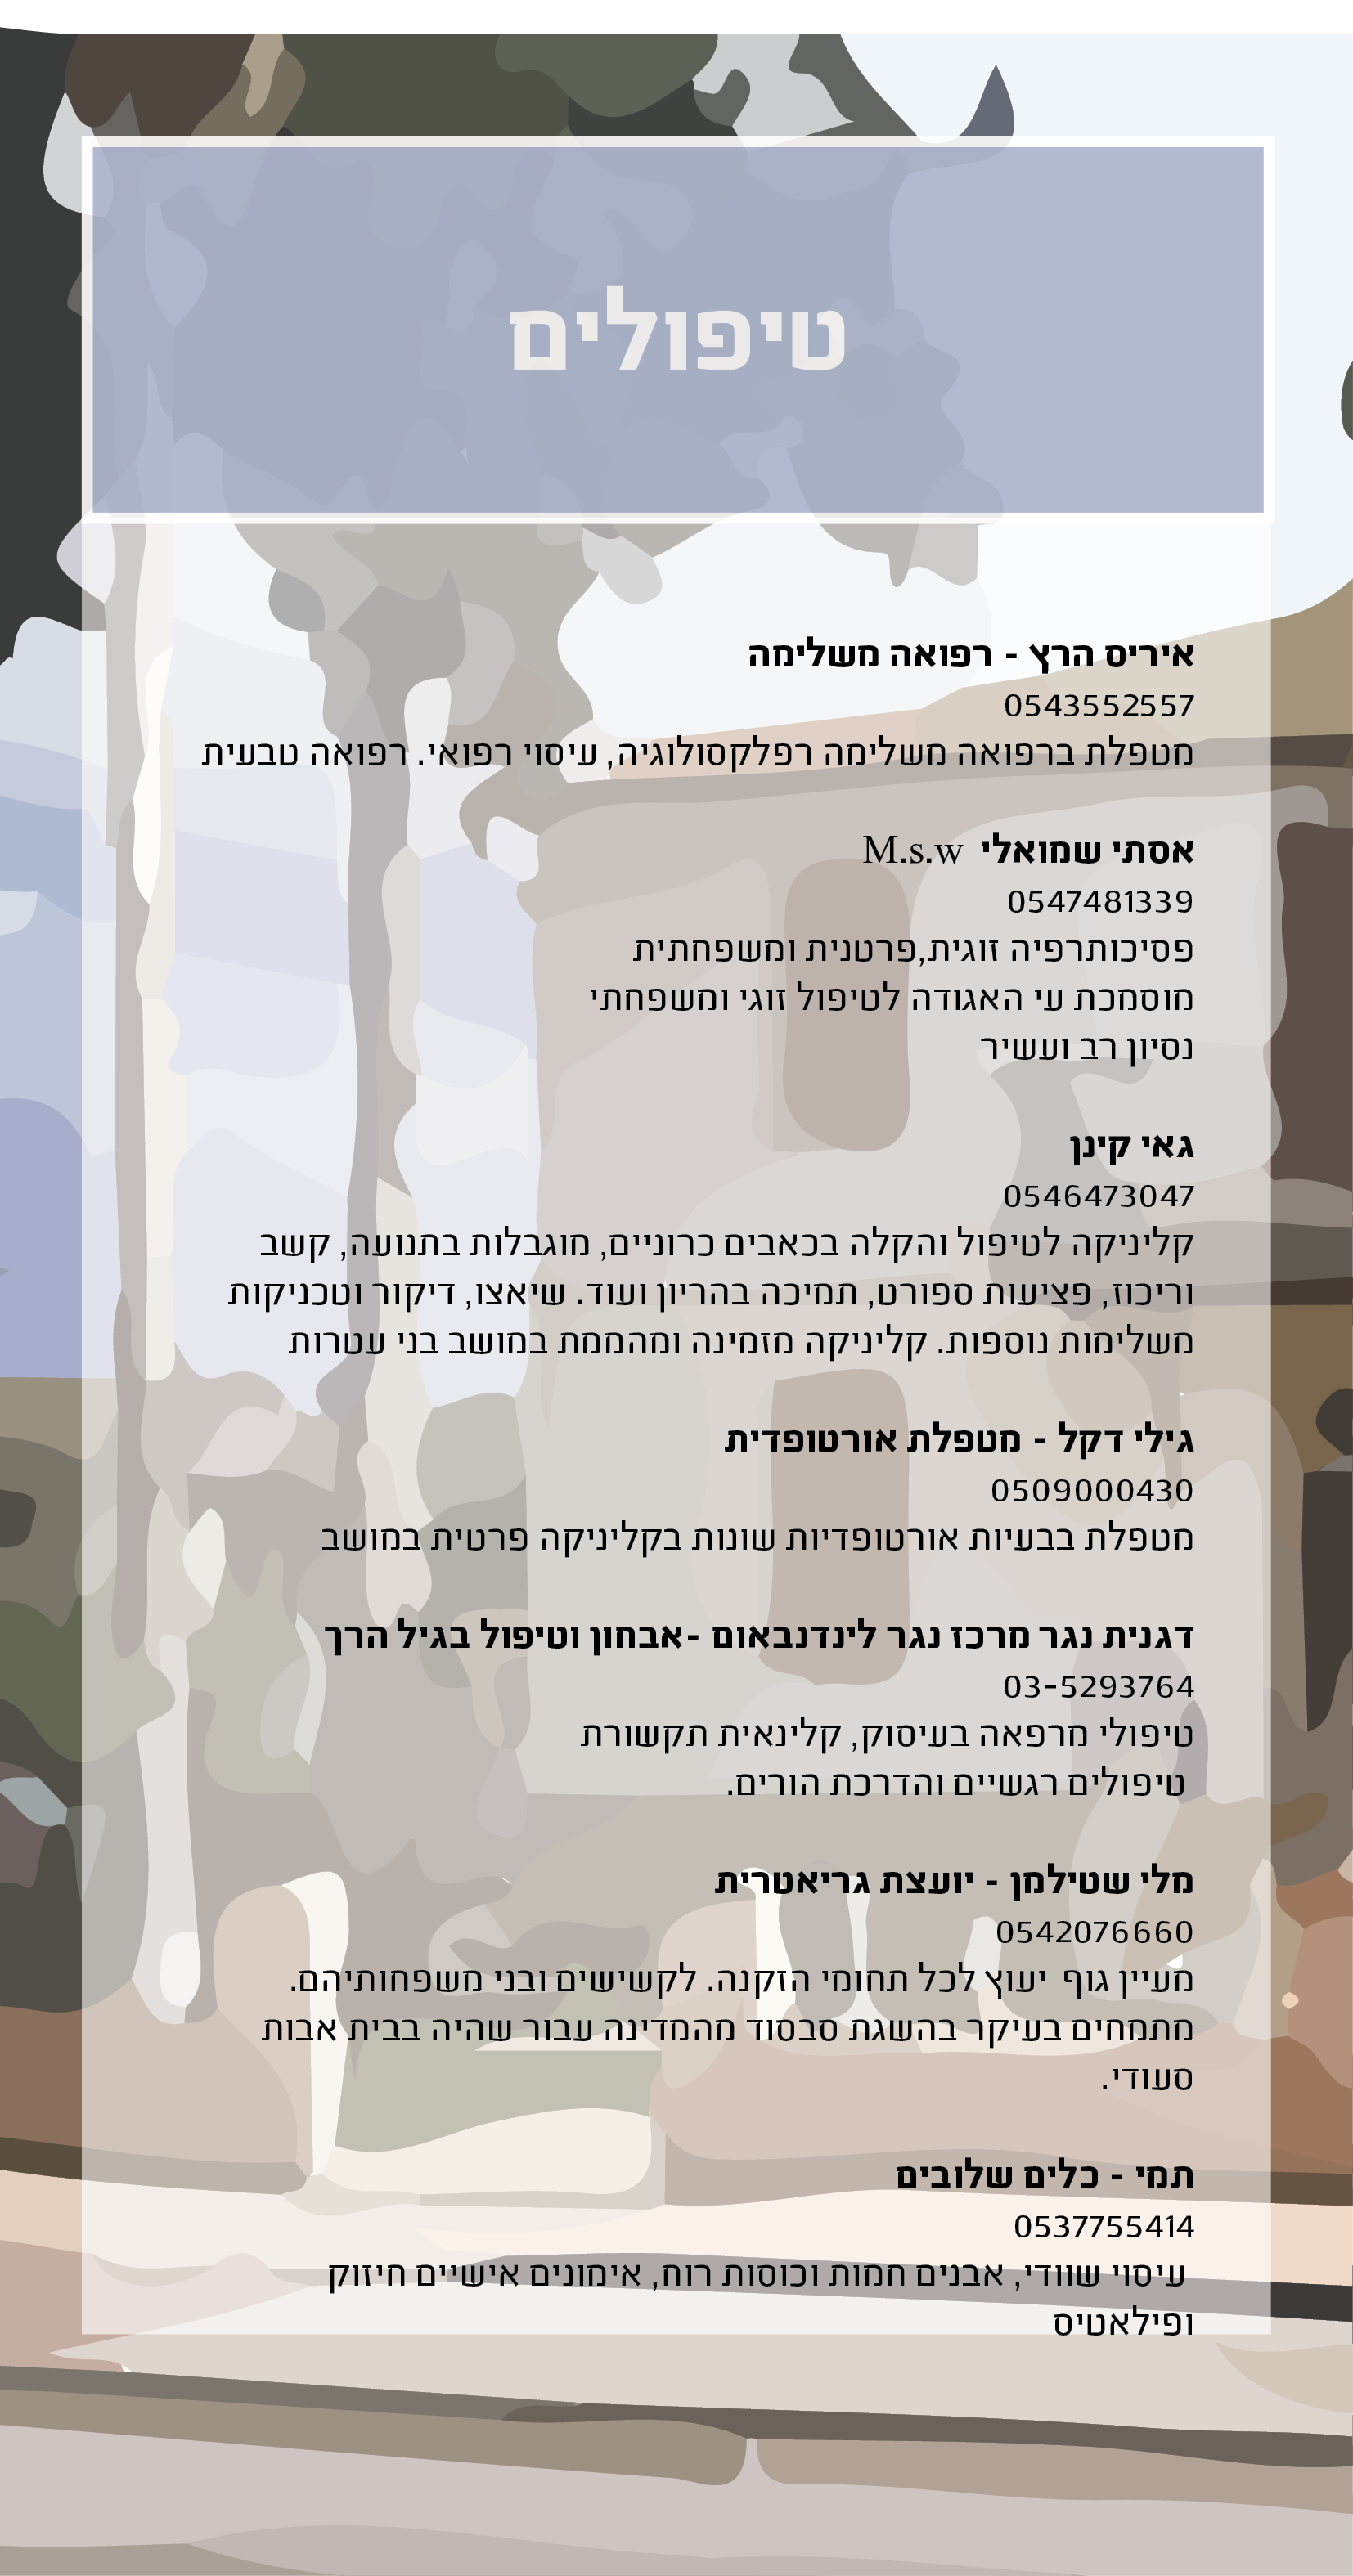 טיפולים
איריס הרץ - רפואה משלימה
0543552557
מטפלת ברפואה משלימה רפלקסולוגיה, עיסוי רפואי. רפואה טבעית
אסתי שמואלי M.s.w
0547481339
פסיכותרפיה זוגית,פרטנית ומשפחתית
מוסמכת עי האגודה לטיפול זוגי ומשפחתי
נסיון רב ועשיר
גאי קינן
0546473047
קליניקה לטיפול והקלה בכאבים כרוניים, מוגבלות בתנועה, קשב
וריכוז, פציעות ספורט, תמיכה בהריון ועוד. שיאצו, דיקור וטכניקות
משלימות נוספות. קליניקה מזמינה ומהממת במושב בני עטרות
גילי דקל - מטפלת אורטופדית
0509000430
מטפלת בבעיות אורטופדיות שונות בקליניקה פרטית במושב
דגנית נגר מרכז נגר לינדנבאום -אבחון וטיפול בגיל הרך
03-5293764
טיפולי מרפאה בעיסוק, קלינאית תקשורת
טיפולים רגשיים והדרכת הורים.
מלי שטילמן - יועצת גריאטרית
0542076660
מעיין גוף יעוץ לכל תחומי הזקנה. לקשישים ובני משפחותיהם.
מתמחים בעיקר בהשגת סבסוד מהמדינה עבור שהיה בבית אבות
סעודי.
תמי - כלים שלובים
0537755414
עיסוי שוודי, אבנים חמות וכוסות רוח, אימונים אישיים חיזוק
ופילאטיס